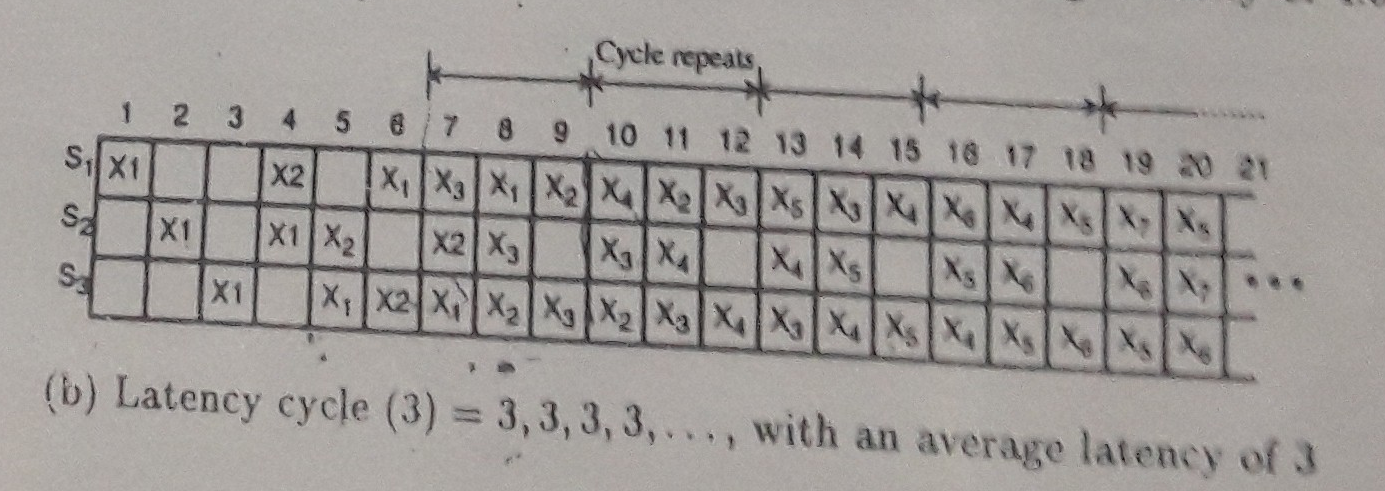 Cycle repeats
1 2 3 4 5 6 7 8 9 10 11 12 13 14 15 16 17 18 19 20 21
S₁ X1 X2 X₁ X₃ X₁ X₂ X₄ X₂ X₃ X₅ X₃ X₄ X₆ X₄ X₅ X₇ X₅
S₂ X1 X1 X₂ X2 X₃ X₃ X₄ X₄ X₅ X₅ X₆ X₆ X₇ ...
S₃ X1 X₁ X2 X₁ X₂ X₃ X₂ X₃ X₄ X₃ X₄ X₅ X₄ X₅ X₆ X₅ X₆
(b) Latency cycle (3) = 3, 3, 3, 3, . . . , with an average latency of 3